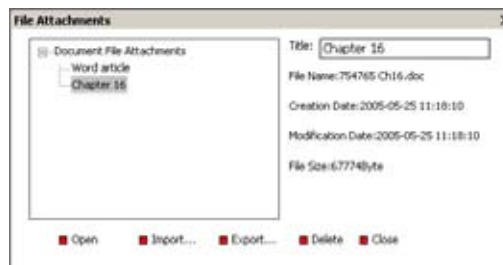 File Attachments
Document File Attachments
Word article
Chapter 16
Title: Chapter 16
File Name:754765 Ch16.doc
Creation Date:2005-05-25 11:18:10
Modification Date:2005-05-25 11:18:10
File Size:67774Byte
Open Import... Export... Delete Close